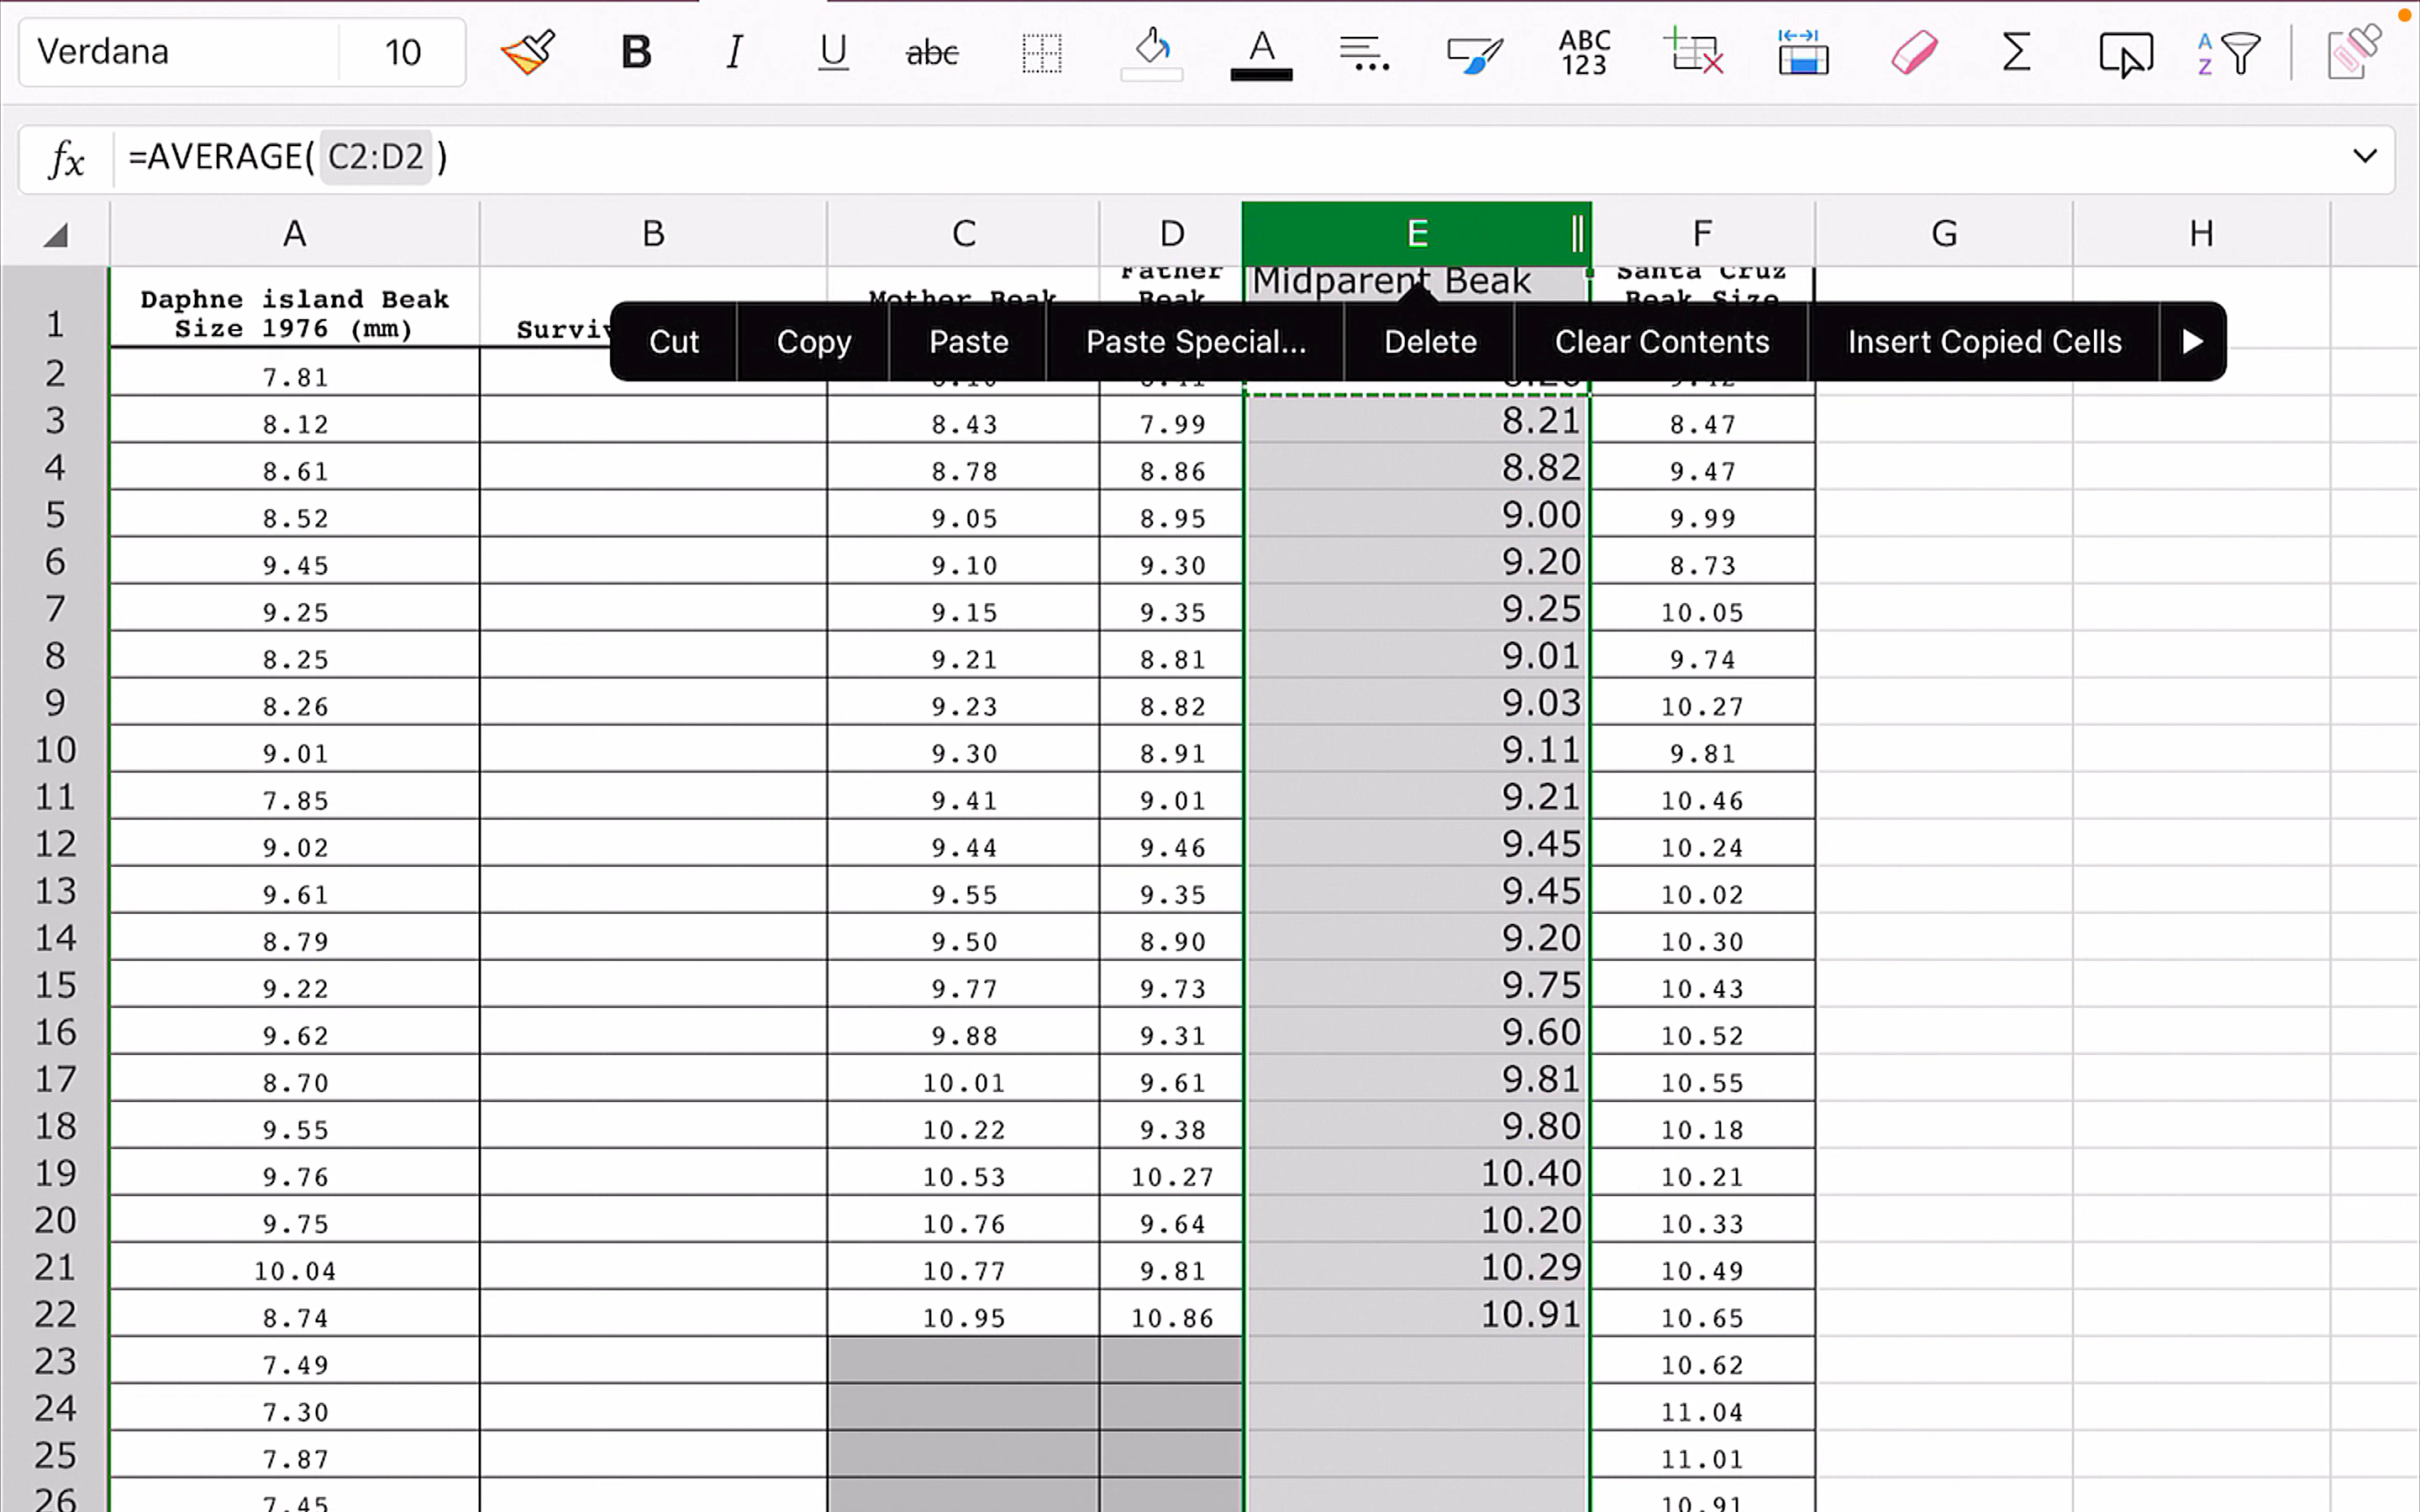 Verdana 10 B I U abc A ABC 123 Σ A Z
fx =AVERAGE( C2:D2 )
A B C D E F G H
Father Midparent Beak Santa Cruz
Daphne island Beak Mother Beak Beak Beak Size
1 Size 1976 (mm)
Cut Copy Paste Paste Special... Delete Clear Contents Insert Copied Cells
2 7.81
3 8.12 8.43 7.99 8.21 8.47
4 8.61 8.78 8.86 8.82 9.47
5 8.52 9.05 8.95 9.00 9.99
6 9.45 9.10 9.30 9.20 8.73
7 9.25 9.15 9.35 9.25 10.05
8 8.25 9.21 8.81 9.01 9.74
9 8.26 9.23 8.82 9.03 10.27
10 9.01 9.30 8.91 9.11 9.81
11 7.85 9.41 9.01 9.21 10.46
12 9.02 9.44 9.46 9.45 10.24
13 9.61 9.55 9.35 9.45 10.02
14 8.79 9.50 8.90 9.20 10.30
15 9.22 9.77 9.73 9.75 10.43
16 9.62 9.88 9.31 9.60 10.52
17 8.70 10.01 9.61 9.81 10.55
18 9.55 10.22 9.38 9.80 10.18
19 9.76 10.53 10.27 10.40 10.21
20 9.75 10.76 9.64 10.20 10.33
21 10.04 10.77 9.81 10.29 10.49
22 8.74 10.95 10.86 10.91 10.65
23 7.49 10.62
24 7.30 11.04
25 7.87 11.01
26 7.45 10.91